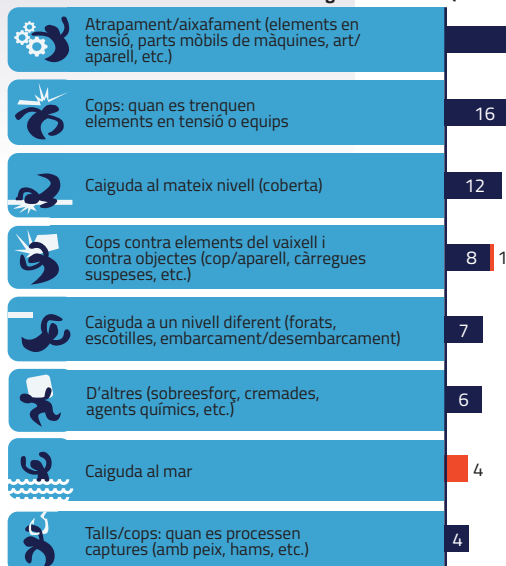 Atrapament/aixafament (elements en
tensió, parts mòbils de màquines, art/
aparell, etc.)
Cops: quan es trenquen
elements en tensió o equips
16
Caiguda al mateix nivell (coberta)
12
Cops contra elements del vaixell i
contra objectes (cop/aparell, càrregues
suspeses, etc.)
8 1
Caiguda a un nivell diferent (forats,
escotilles, embarcament/desembarcament)
7
D'altres (sobreesforç, cremades,
agents químics, etc.)
6
Caiguda al mar
4
Talls/cops: quan es processen
captures (amb peix, hams, etc.)
4